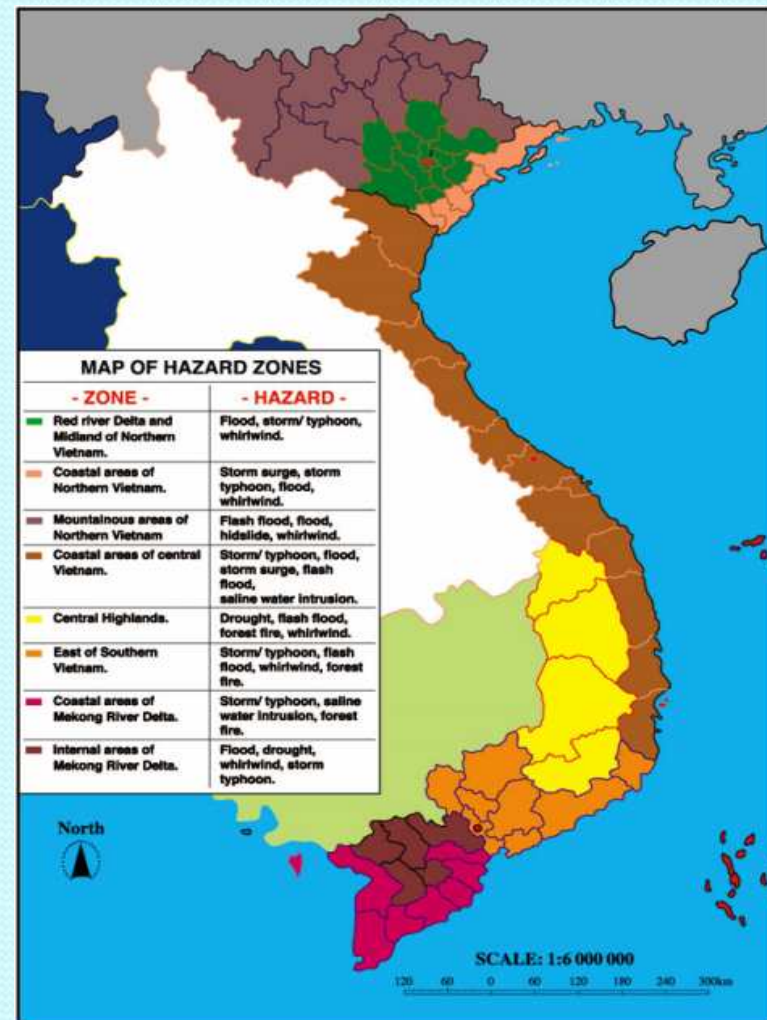 MAP OF HAZARD ZONES
- ZONE -
- HAZARD -
Red river Delta and
Midland of Northern
Vietnam.
Flood, storm/ typhoon,
whirlwind.
Coastal areas of
Northern Vietnam.
Storm surge, storm
typhoon, flood,
whirlwind.
Mountainous areas of
Northern Vietnam
Flash flood, flood,
hidslide, whirlwind.
Coastal areas of central
Vietnam.
Storm/ typhoon, flood,
storm surge, flash
flood,
saline water intrusion.
Central Highlands.
Drought, flash flood,
forest fire, whirlwind.
East of Southern
Vietnam.
Storm/ typhoon, flash
flood, whirlwind, forest
fire.
Coastal areas of
Mekong River Delta.
Storm/ typhoon, saline
water intrusion, forest
fire.
Internal areas of
Mekong River Delta.
Flood, drought,
whirlwind, storm
typhoon.
North
SCALE: 1:6 000 000
120 60 0 60 120 180 240 300km